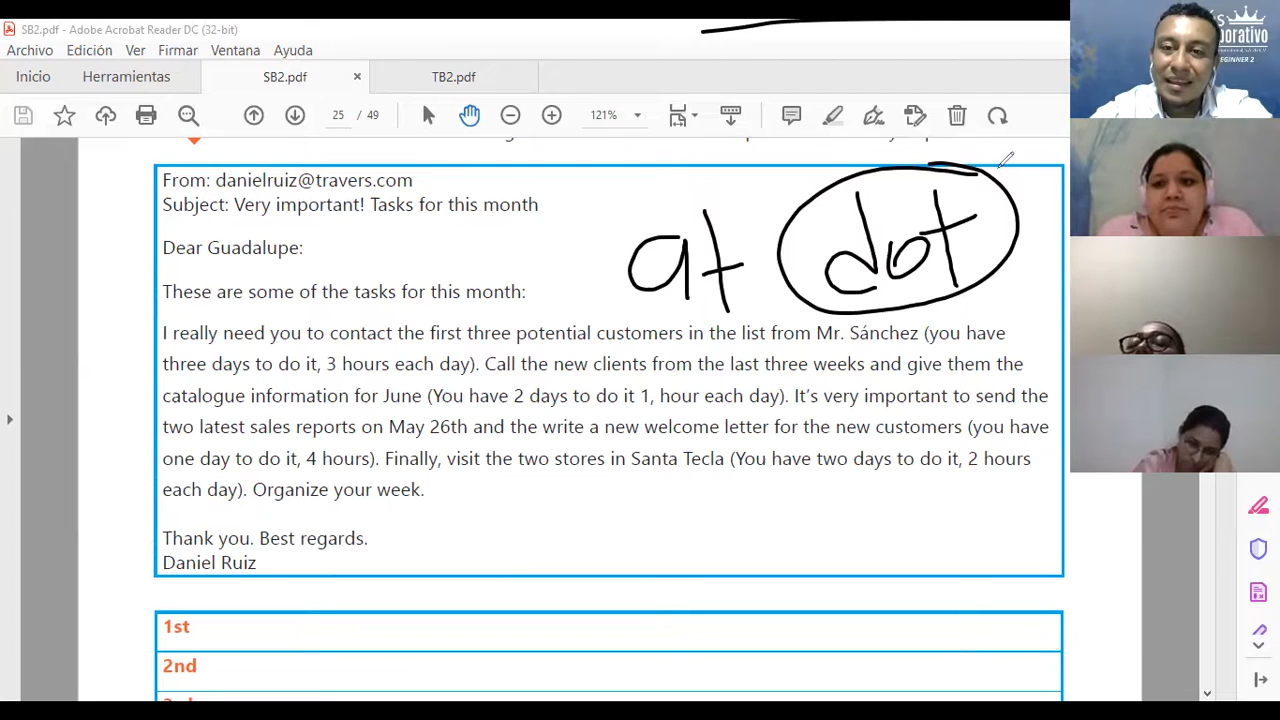 SB2.pdf - Adobe Acrobat Reader DC (32-bit)
Archivo Edición Ver Firmar Ventana Ayuda
Inicio Herramientas SB2.pdf × TB2.pdf
25 / 49 121%
From: danielruiz@travers.com
Subject: Very important! Tasks for this month
at dot
Dear Guadalupe:
These are some of the tasks for this month:
I really need you to contact the first three potential customers in the list from Mr. Sánchez (you have
three days to do it, 3 hours each day). Call the new clients from the last three weeks and give them the
catalogue information for June (You have 2 days to do it 1, hour each day). It's very important to send the
two latest sales reports on May 26th and the write a new welcome letter for the new customers (you have
one day to do it, 4 hours). Finally, visit the two stores in Santa Tecla (You have two days to do it, 2 hours
each day). Organize your week.
Thank you. Best regards.
Daniel Ruiz
1st
2nd